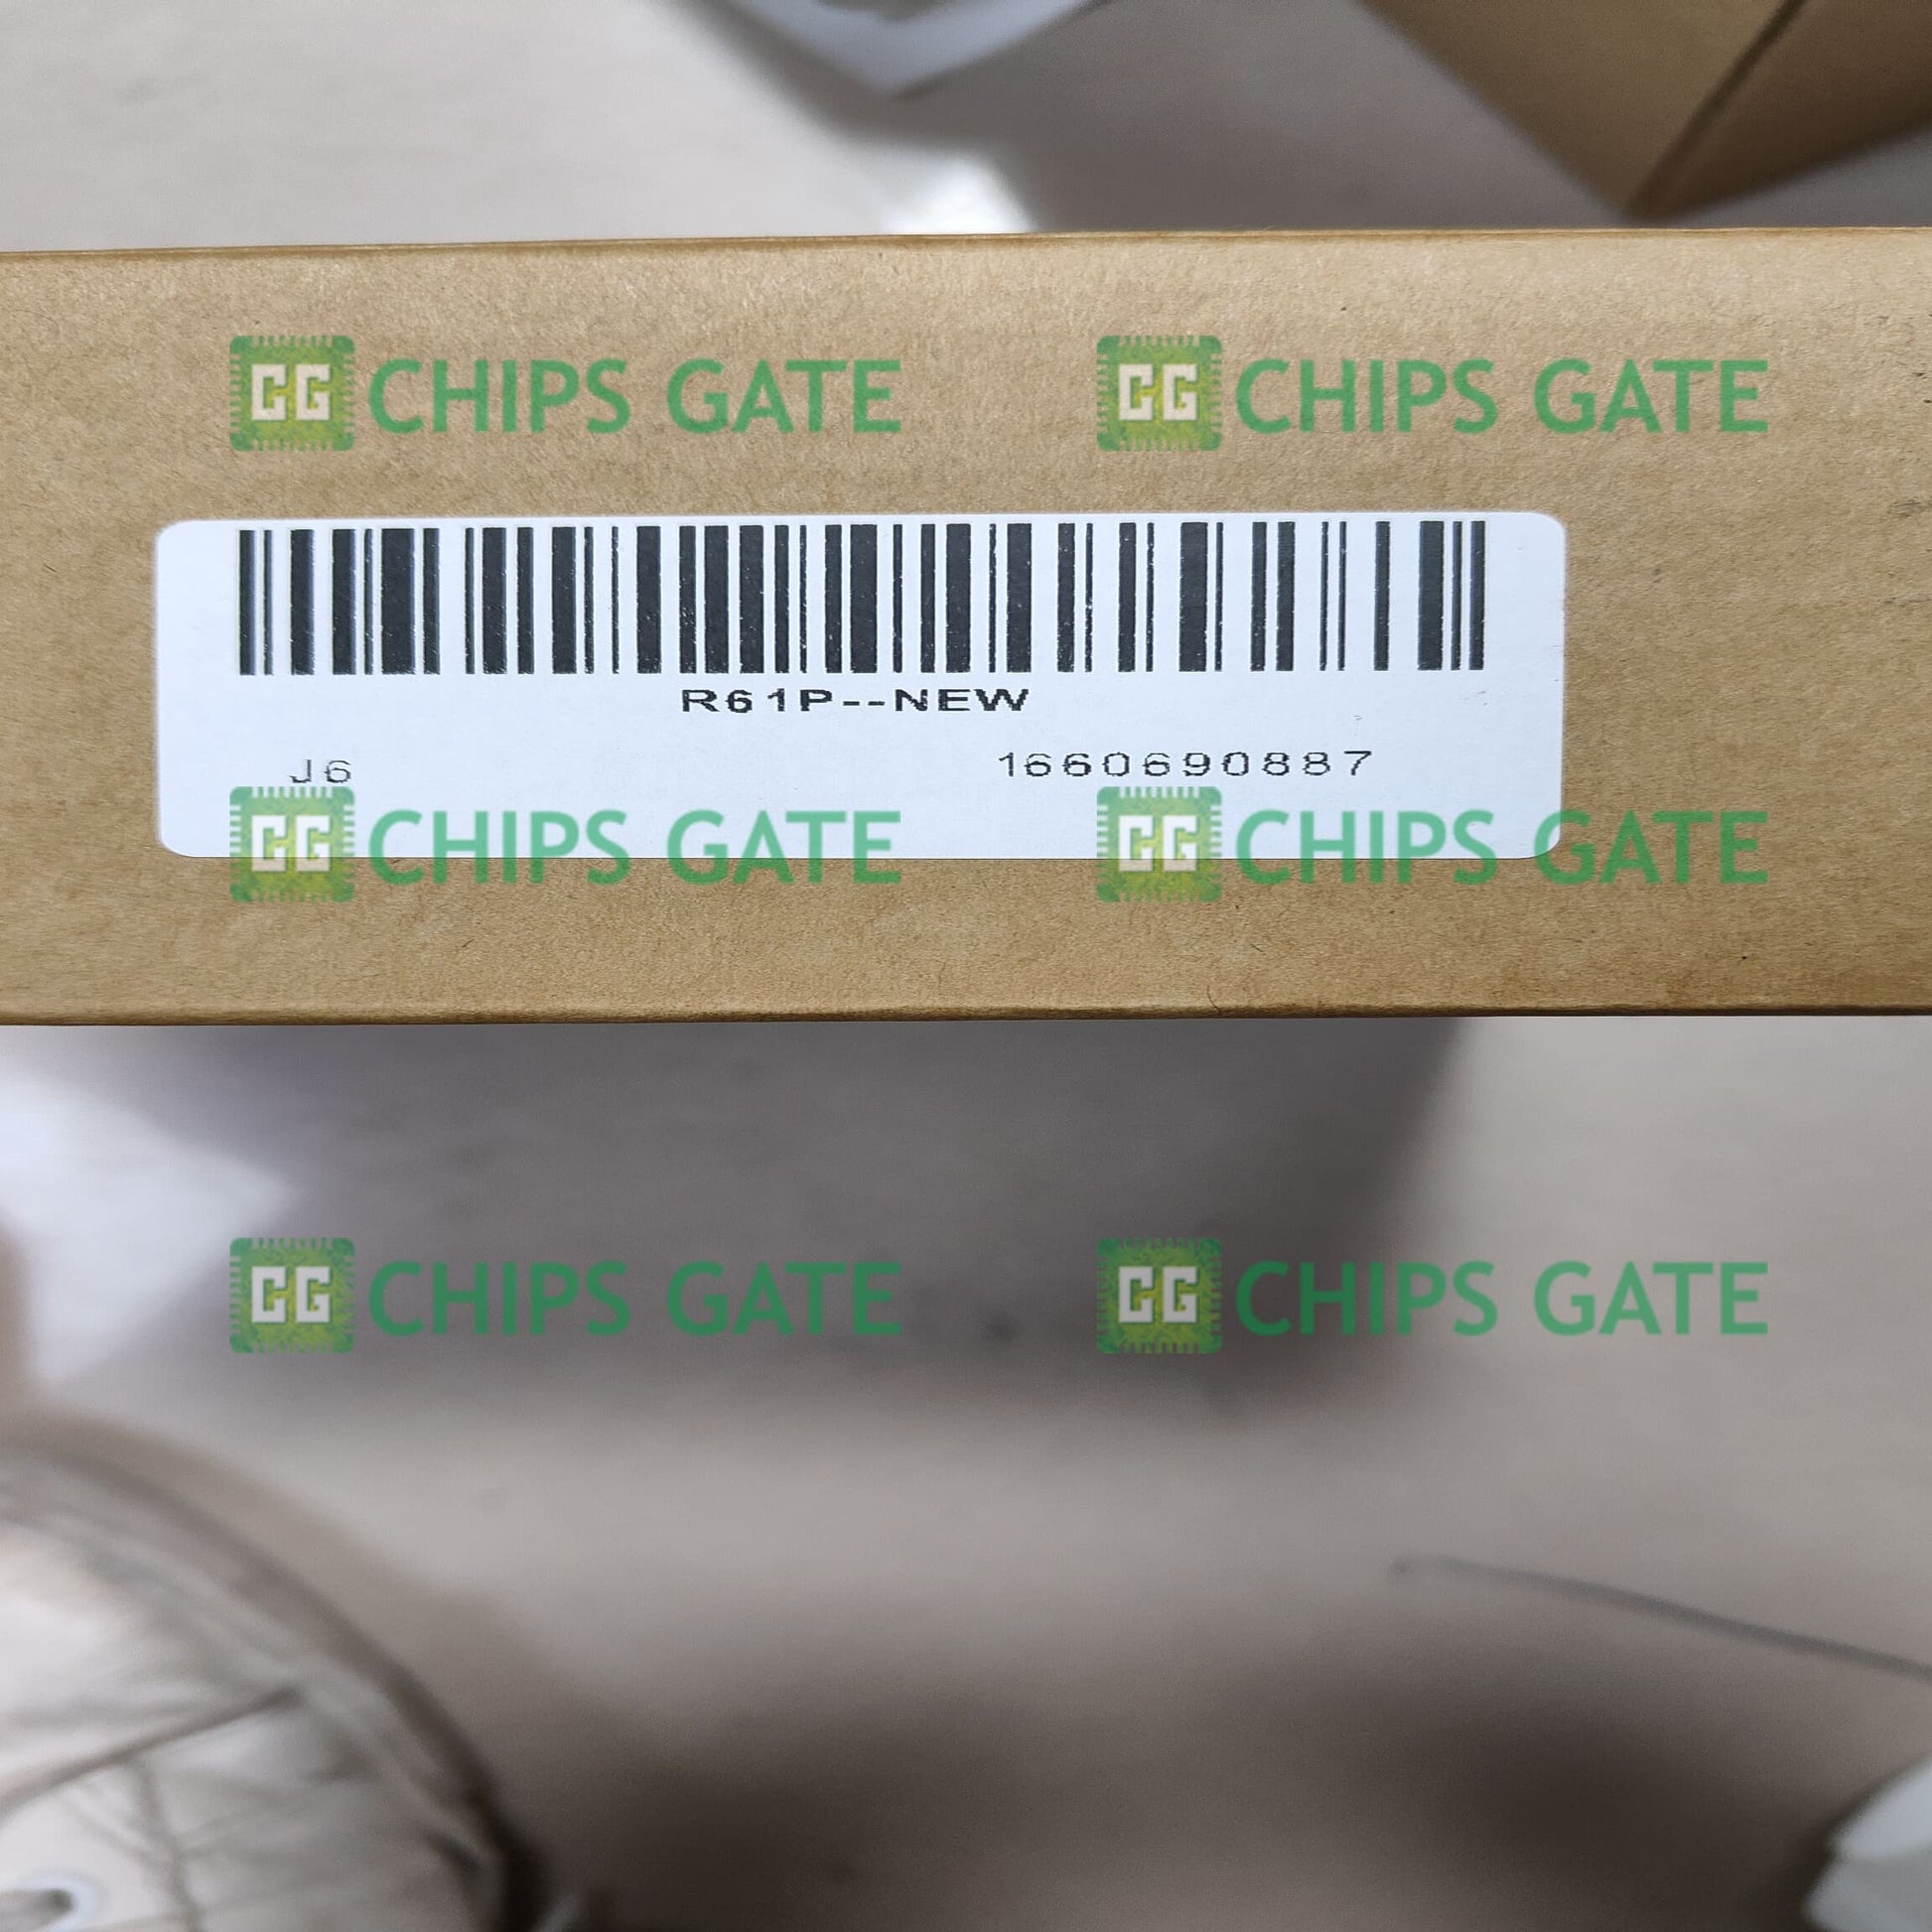 CG CHIPS GATE CG CHIPS GATE
R61P--NEW
J6 1660690887
CG CHIPS GATE CG CHIPS GATE
CG CHIPS GATE CG CHIPS GATE